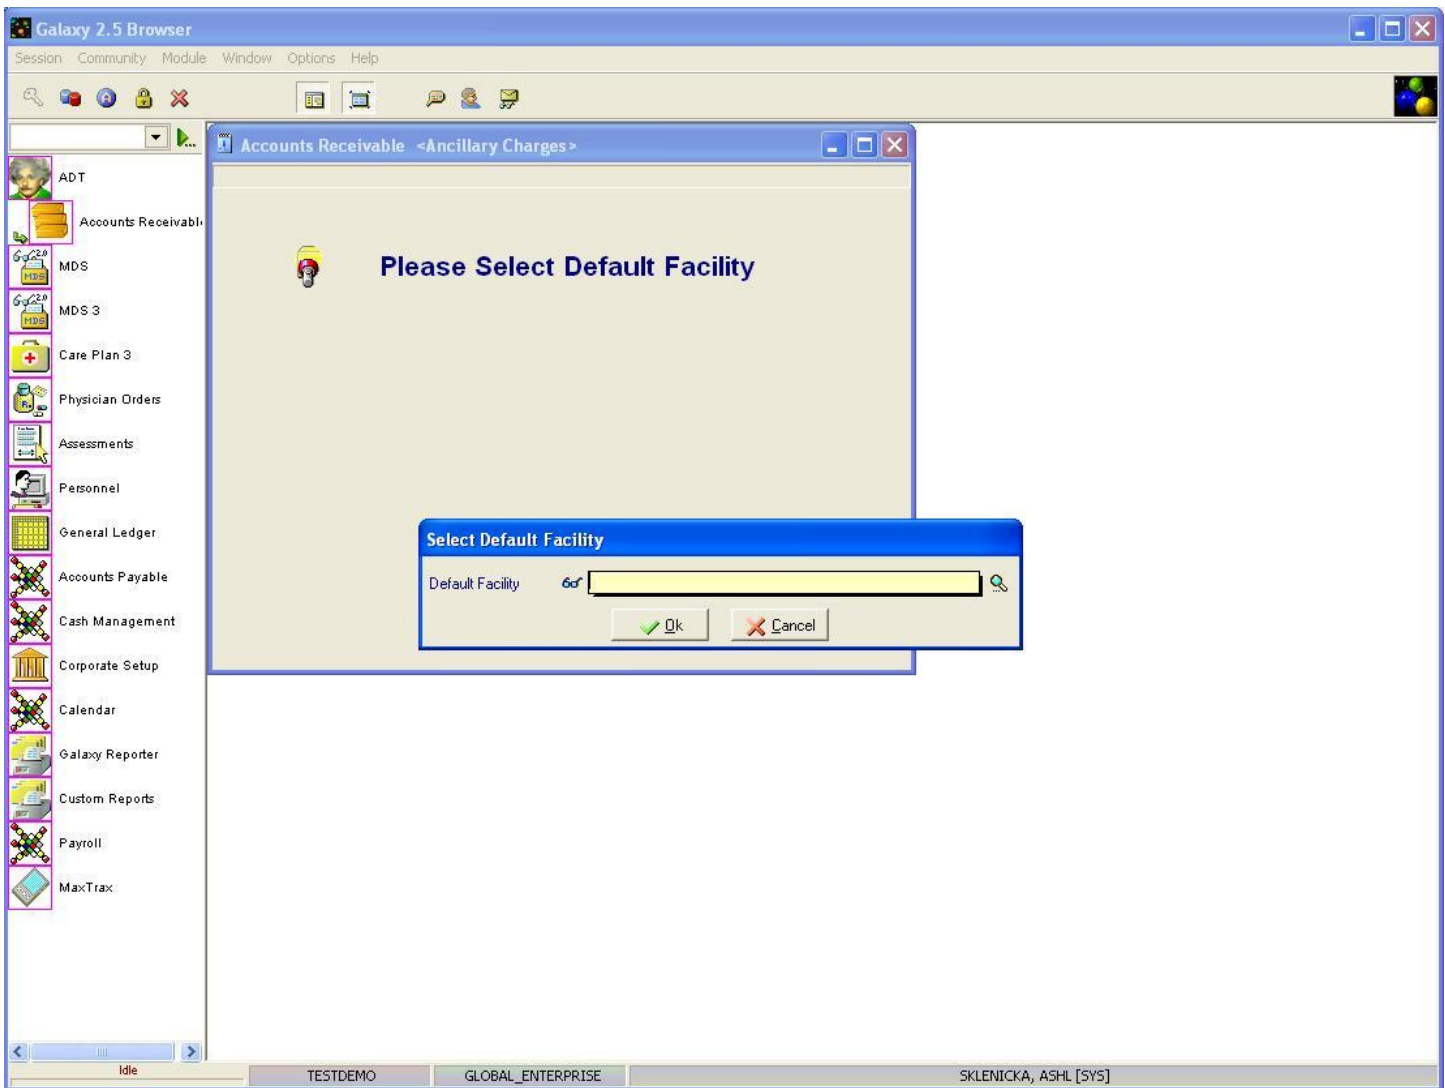 Galaxy 2.5 Browser
Session Community Module Window Options Help
Accounts Receivable <Ancillary Charges>
ADT
Accounts Receivabl
MDS
MDS 3
Care Plan 3
Physician Orders
Assessments
Personnel
General Ledger
Accounts Payable
Cash Management
Corporate Setup
Calendar
Galaxy Reporter
Custom Reports
Payroll
MaxTrax
Please Select Default Facility
Select Default Facility
Default Facility
Ok Cancel
Idle TESTDEMO GLOBAL_ENTERPRISE SKLENICKA, ASHL [SYS]